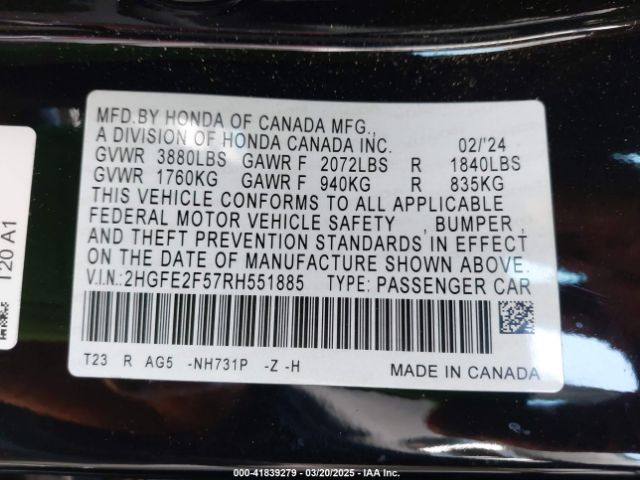 MFD.BY HONDA OF CANADA MFG.,
A DIVISION OF HONDA CANADA INC. 02/'24
GVWR 3880LBS GAWR F 2072LBS R 1840LBS
GVWR 1760KG GAWR F 940KG R 835KG
THIS VEHICLE CONFORMS TO ALL APPLICABLE
FEDERAL MOTOR VEHICLE SAFETY , BUMPER ,
AND THEFT PREVENTION STANDARDS IN EFFECT
ON THE DATE OF MANUFACTURE SHOWN ABOVE.
V.I.N.:2HGFE2F57RH551885 TYPE: PASSENGER CAR
T23 R AG5 -NH731P -Z -H MADE IN CANADA
T20 A1
000-41839279 - 03/20/2025 - IAA Inc.